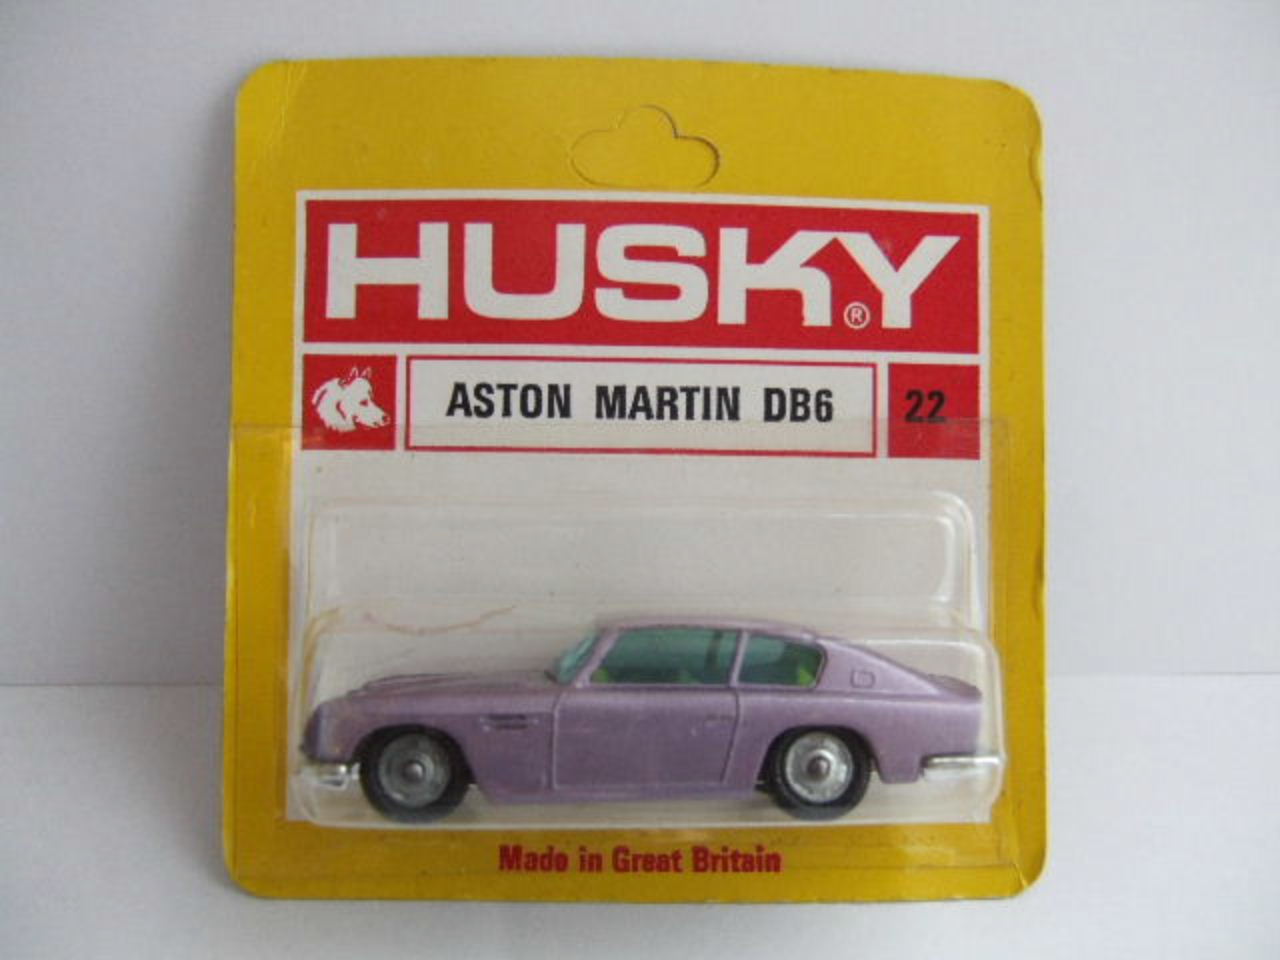 HUSKY®
ASTON MARTIN DB6 22
Made in Great Britain